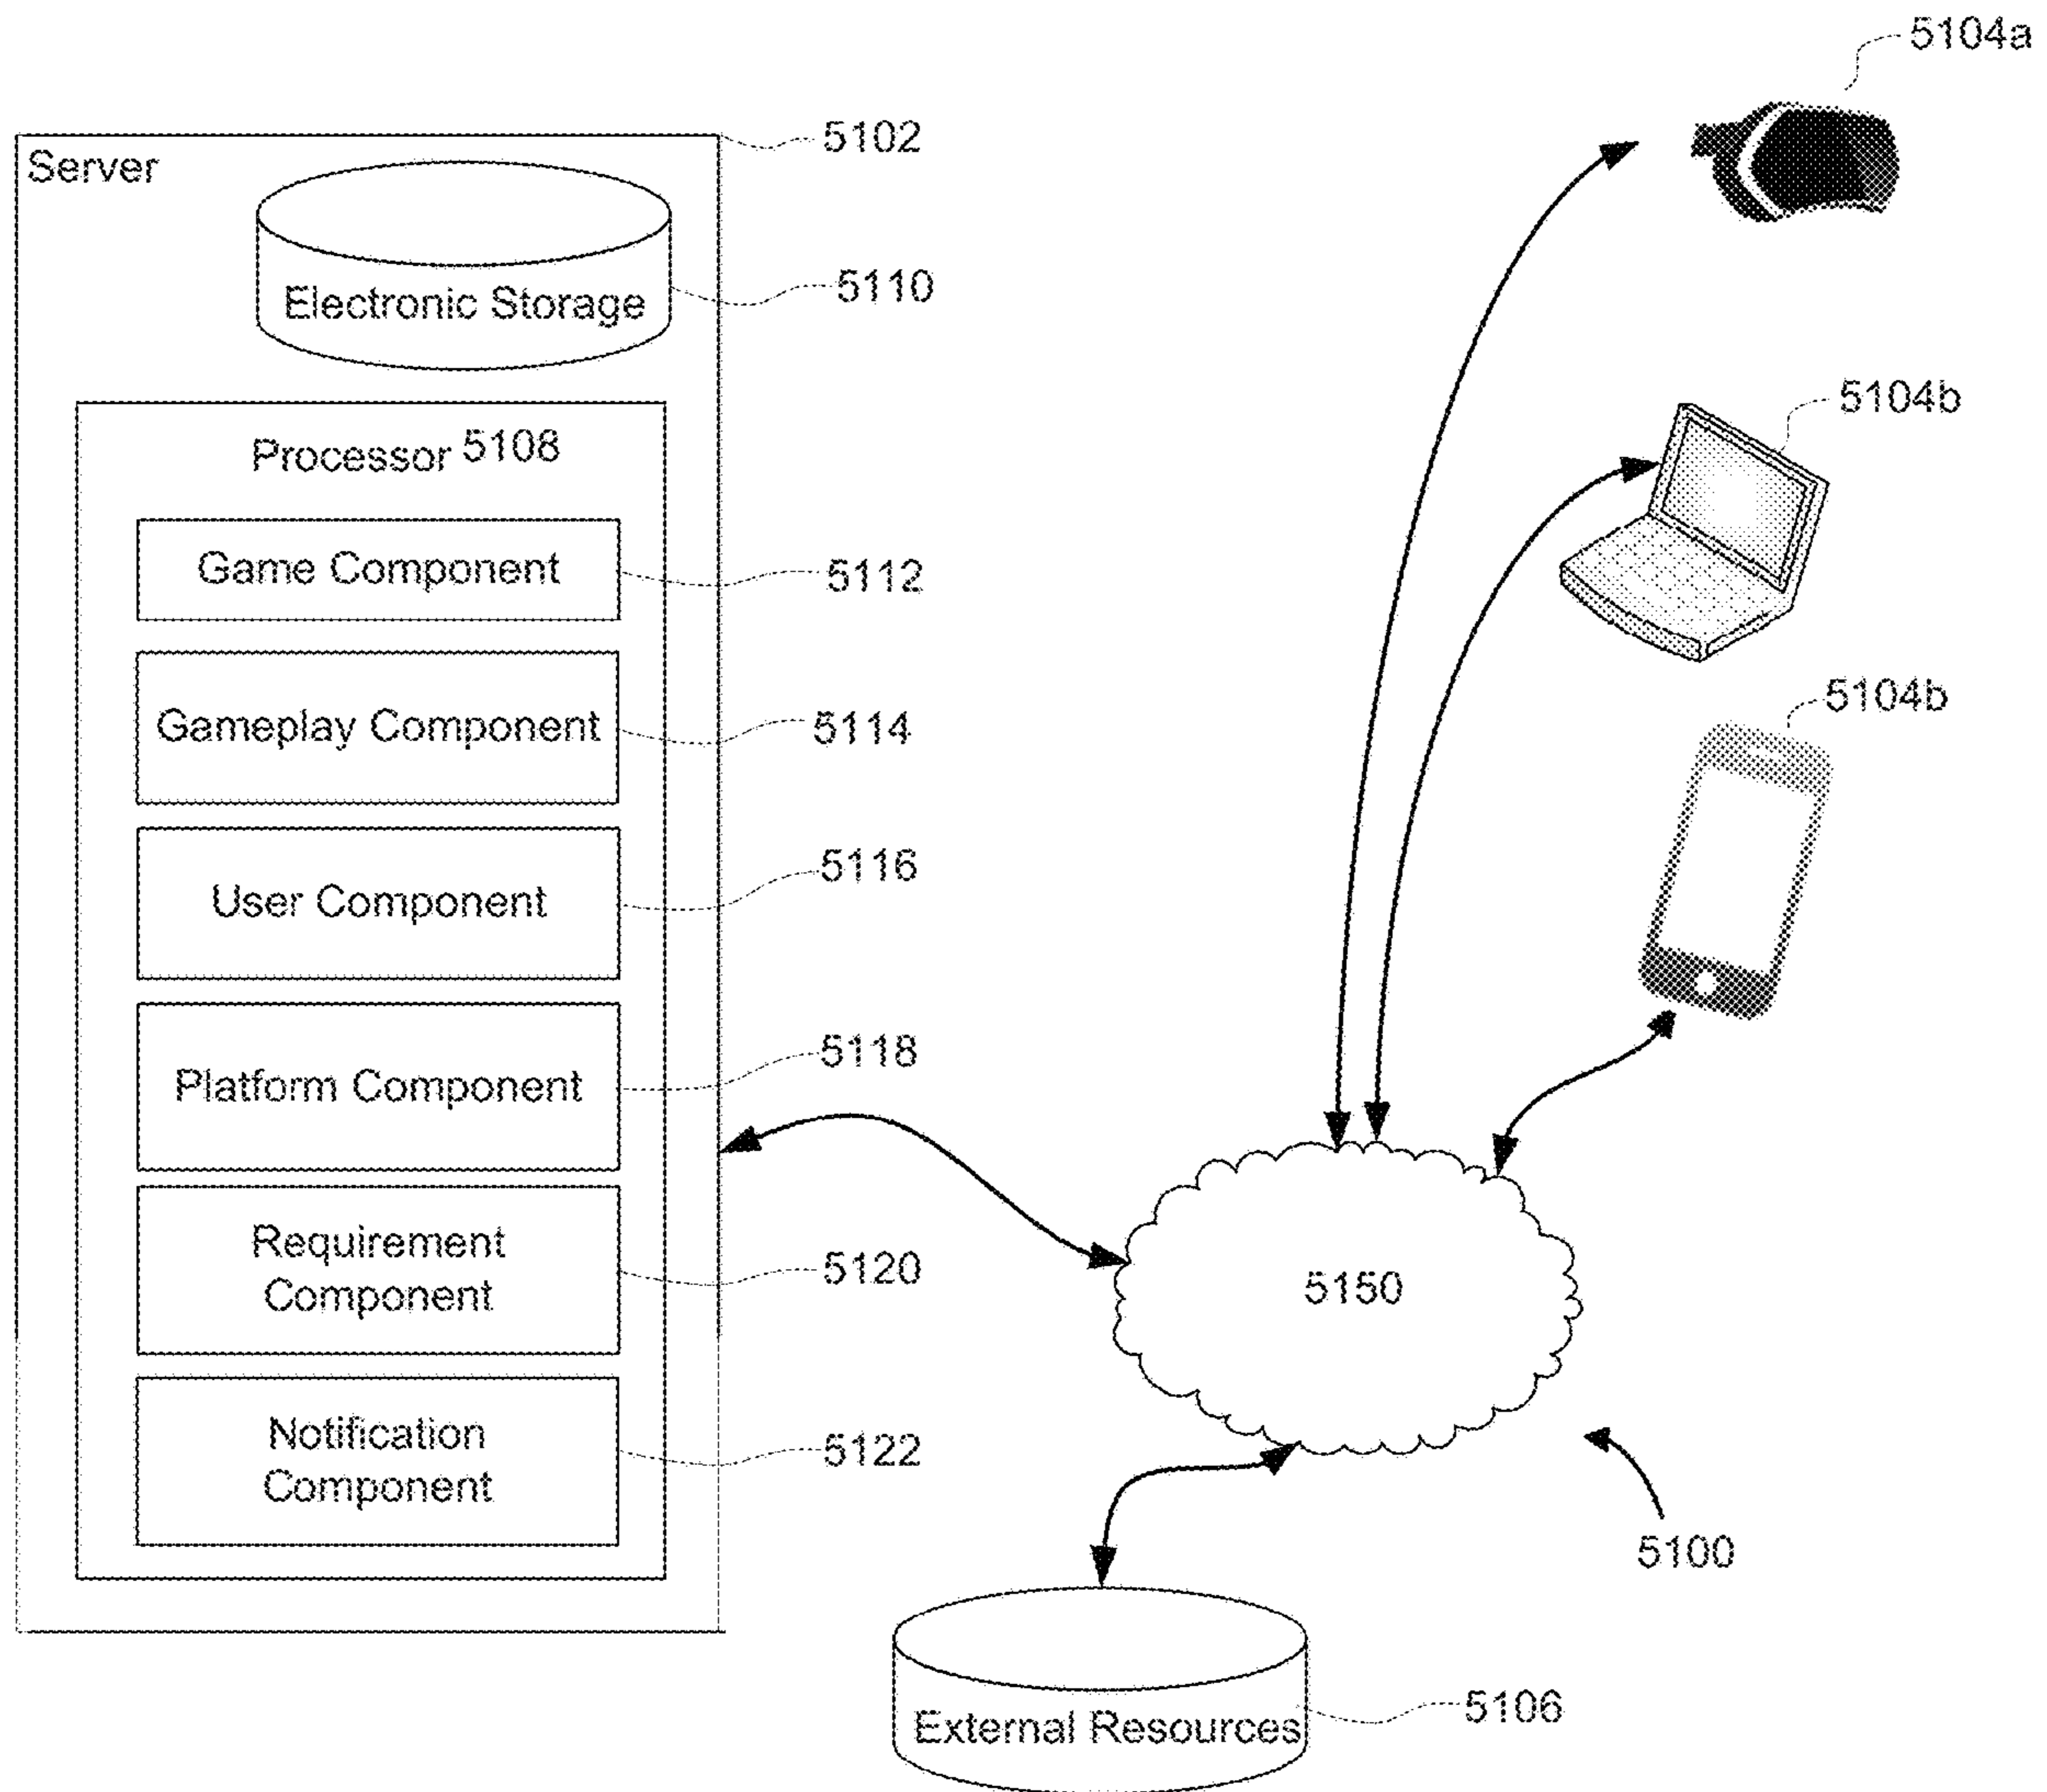 5104a
5102
Server
Electronic Storage
5110
5104b
Processor 5108
Game Component
5112
5104b
Gameplay Component
5114
User Component
5116
Platform Component
5118
Requirement
Component
5120
5150
Notification
Component
5122
5100
External Resources
5106